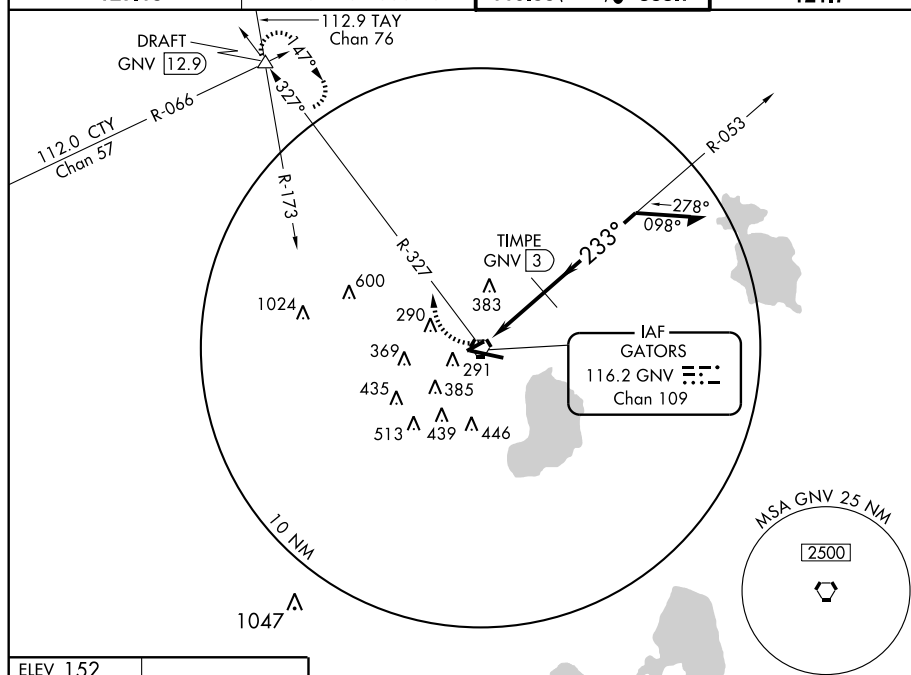 112.9 TAY
Chan 76
DRAFT
GNV 12.9
147°
327°
R-066
112.0 CTY
Chan 57
R-173
R-327
R-053
278°
098°
233°
TIMPE
GNV 3
600
1024
383
290
369
291
435
385
513
439
446
IAF
GATORS
116.2 GNV
Chan 109
10 NM
1047
MSA GNV 25 NM
2500
ELEV 152